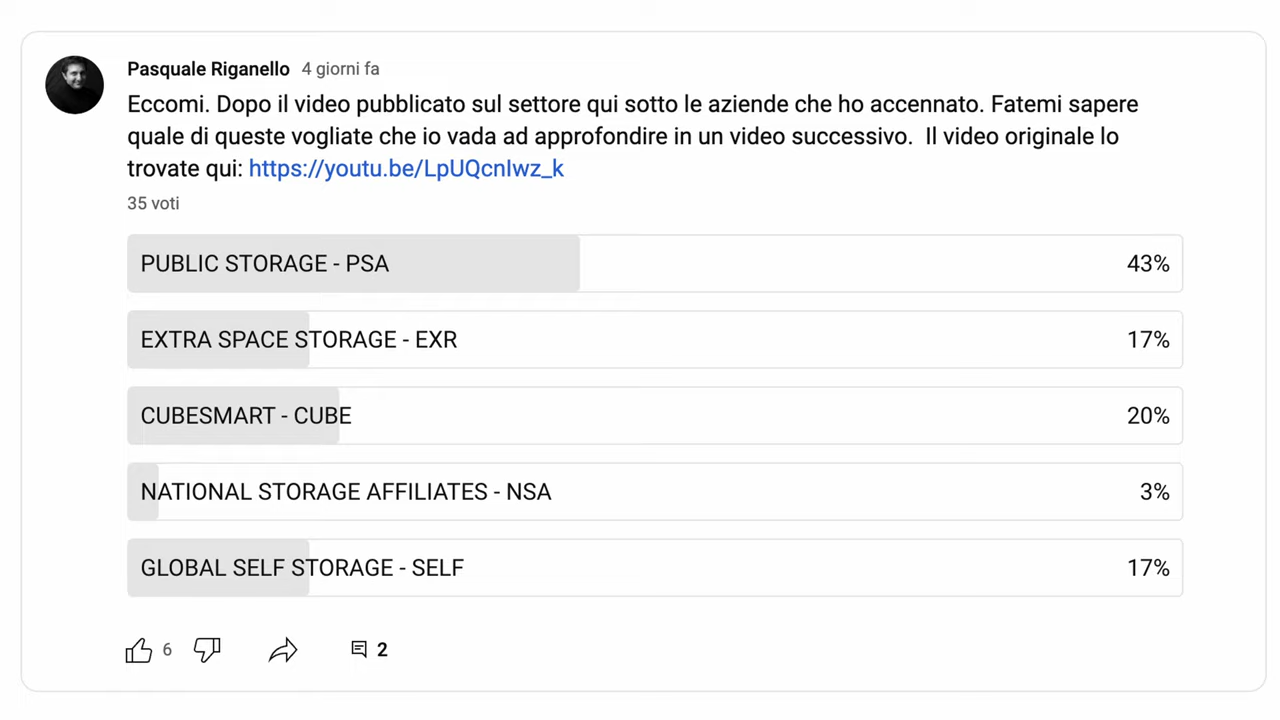 Pasquale Riganello 4 giorni fa
Eccomi. Dopo il video pubblicato sul settore qui sotto le aziende che ho accennato. Fatemi sapere
quale di queste vogliate che io vada ad approfondire in un video successivo. Il video originale lo
trovate qui: https://youtu.be/LpUQcnIwz_k
35 voti
PUBLIC STORAGE - PSA 43%
EXTRA SPACE STORAGE - EXR 17%
CUBESMART - CUBE 20%
NATIONAL STORAGE AFFILIATES - NSA 3%
GLOBAL SELF STORAGE - SELF 17%
6 2